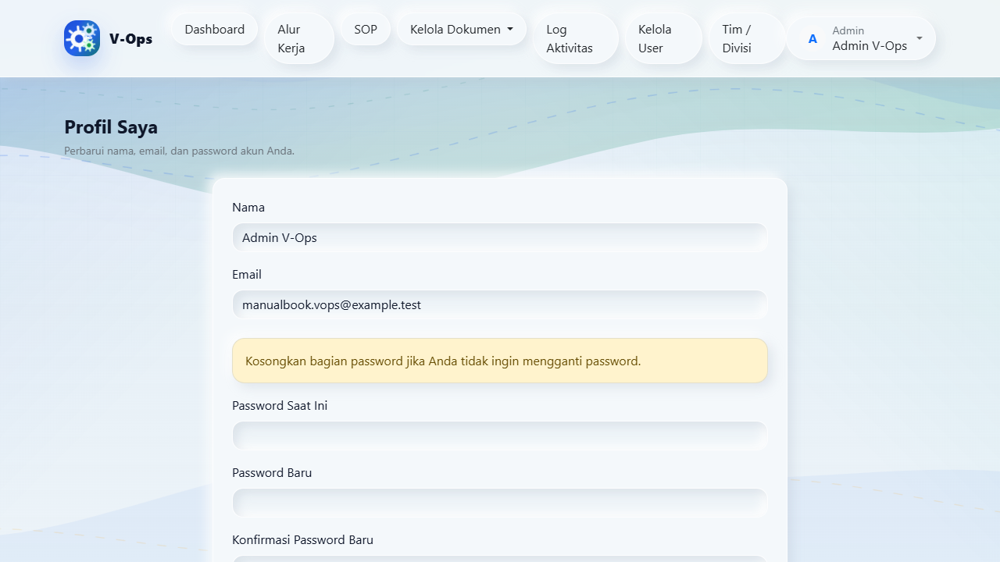 V-Ops
Dashboard
Alur
Kerja
SOP
Kelola Dokumen
Log
Aktivitas
Kelola
User
Tim /
Divisi
A
Admin
Admin V-Ops
Profil Saya
Perbarui nama, email, dan password akun Anda.
Nama
Admin V-Ops
Email
manualbook.vops@example.test
Kosongkan bagian password jika Anda tidak ingin mengganti password.
Password Saat Ini
Password Baru
Konfirmasi Password Baru